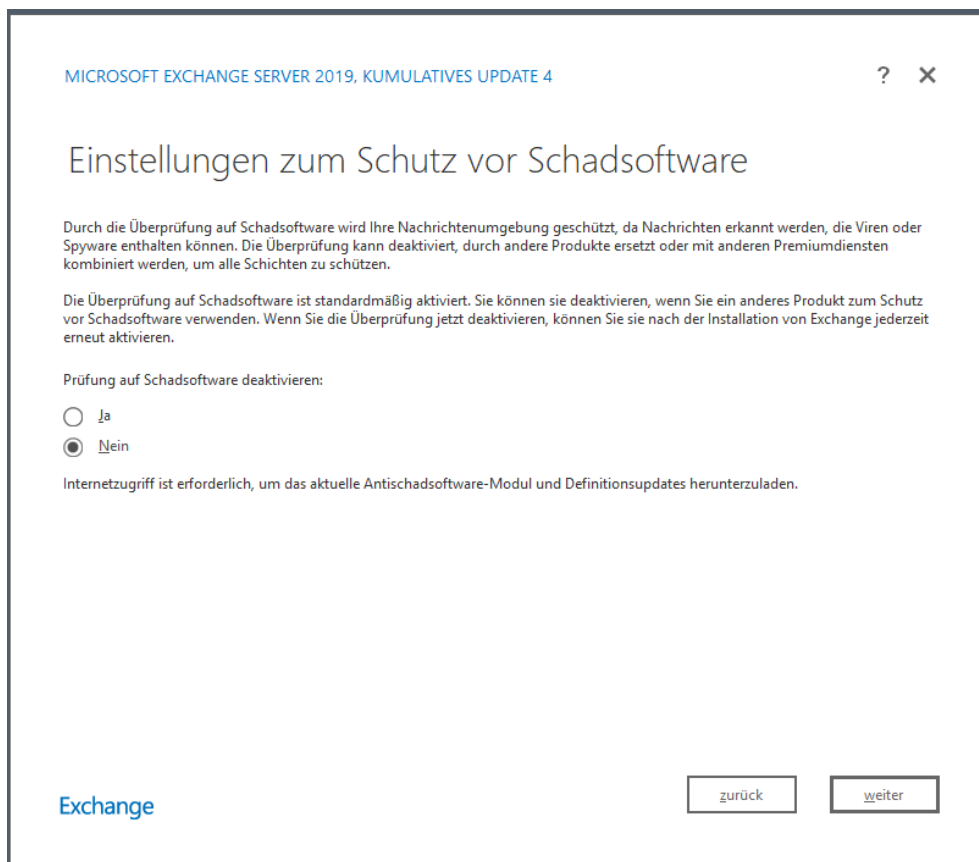 MICROSOFT EXCHANGE SERVER 2019, KUMULATIVES UPDATE 4
?
Einstellungen zum Schutz vor Schadsoftware
Durch die Überprüfung auf Schadsoftware wird Ihre Nachrichtenumgebung geschützt, da Nachrichten erkannt werden, die Viren oder
Spyware enthalten können. Die Überprüfung kann deaktiviert, durch andere Produkte ersetzt oder mit anderen Premiumdiensten
kombiniert werden, um alle Schichten zu schützen.
Die Überprüfung auf Schadsoftware ist standardmäßig aktiviert. Sie können sie deaktivieren, wenn Sie ein anderes Produkt zum Schutz
vor Schadsoftware verwenden. Wenn Sie die Überprüfung jetzt deaktivieren, können Sie sie nach der Installation von Exchange jederzeit
erneut aktivieren.
Prüfung auf Schadsoftware deaktivieren:
Ja
Nein
Internetzugriff ist erforderlich, um das aktuelle Antischadsoftware-Modul und Definitionsupdates herunterzuladen.
Exchange
zurück
weiter